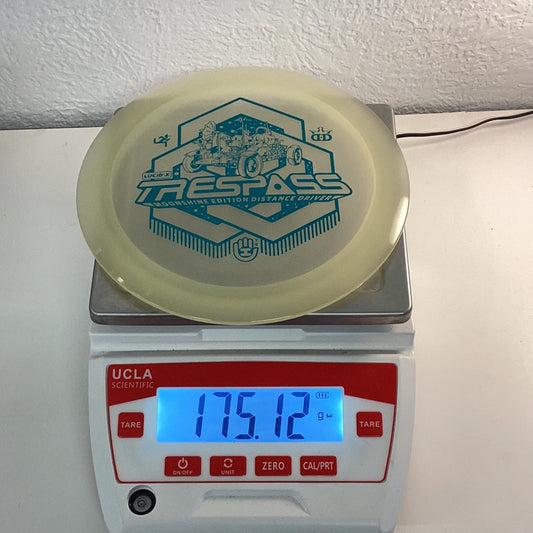 LUCID-X
TRESPASS
MOONSHINE EDITION DISTANCE DRIVER
UCLA
SCIENTIFIC
175.12
g
TARE
TARE
ON/OFF
UNIT
ZERO
CAL/PRT